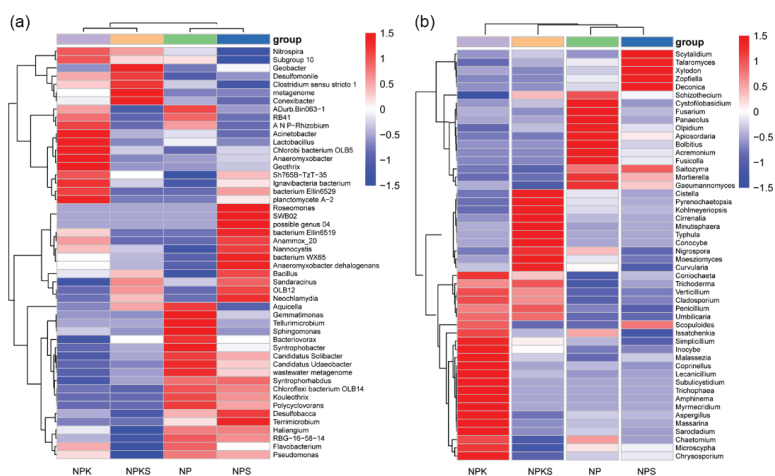 (a)
group
Nitrospira
Subgroup 10
Geobacter
Desulfomonile
Clostridium sensu stricto 1
metagenome
Conexibacter
ADurb.Bin063−1
RB41
A N P−Rhizobium
Acinetobacter
Lactobacillus
Chlorobi bacterium OLB5
Anaeromyxobacter
Geothrix
Sh765B−TzT−35
Ignavibacteria bacterium
bacterium Ellin6529
planctomycete A−2
Roseomonas
SWB02
possible genus 04
bacterium Ellin6519
Anammox_20
Nannocystis
bacterium WX65
Anaeromyxobacter dehalogenans
Bacillus
Sandaracinus
OLB12
Neochlamydia
Aquicella
Gemmatimonas
Tellurimicrobium
Sphingomonas
Bacteriovorax
Syntrophobacter
Candidatus Solibacter
Candidatus Udaeobacter
wastewater metagenome
Syntrophorhabdus
Chloroflexi bacterium OLB14
Kouleothrix
Polycyclovorans
Desulfobacca
Terrimicrobium
Haliangium
RBG−16−58−14
Flavobacterium
Pseudomonas
NPK NPKS NP NPS
1.5
1
0.5
0
−0.5
−1
−1.5
(b)
group
Scytalidium
Talaromyces
Xylodon
Zopfiella
Deconica
Schizothecium
Cystofilobasidium
Fusarium
Panaeolus
Olpidium
Apiosordaria
Bolbitius
Acremonium
Fusicolla
Saitozyma
Mortierella
Gaeumannomyces
Cistella
Pyrenochaetopsis
Kohlmeyeriopsis
Cirrenalia
Minutisphaera
Typhula
Conocybe
Nigrospora
Moesziomyces
Curvularia
Coniochaeta
Trichoderma
Verticillium
Cladosporium
Penicillium
Umbilicaria
Scopuloides
Issatchenkia
Simplicillium
Inocybe
Malassezia
Coprinellus
Lecanicillium
Subulicystidium
Trichophaea
Amphinema
Myrmecridium
Aspergillus
Massarina
Sarocladium
Chaetomium
Microscypha
Chrysosporium
NPK NPKS NP NPS
1.5
1
0.5
0
−0.5
−1
−1.5